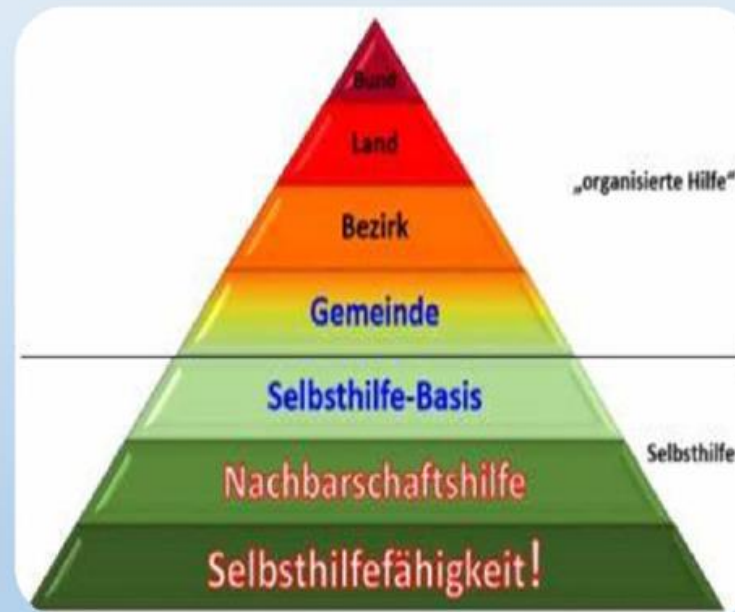 Bund
Land
„organisierte Hilfe“
Bezirk
Gemeinde
Selbsthilfe-Basis
Selbsthilfe
Nachbarschaftshilfe
Selbsthilfefähigkeit!